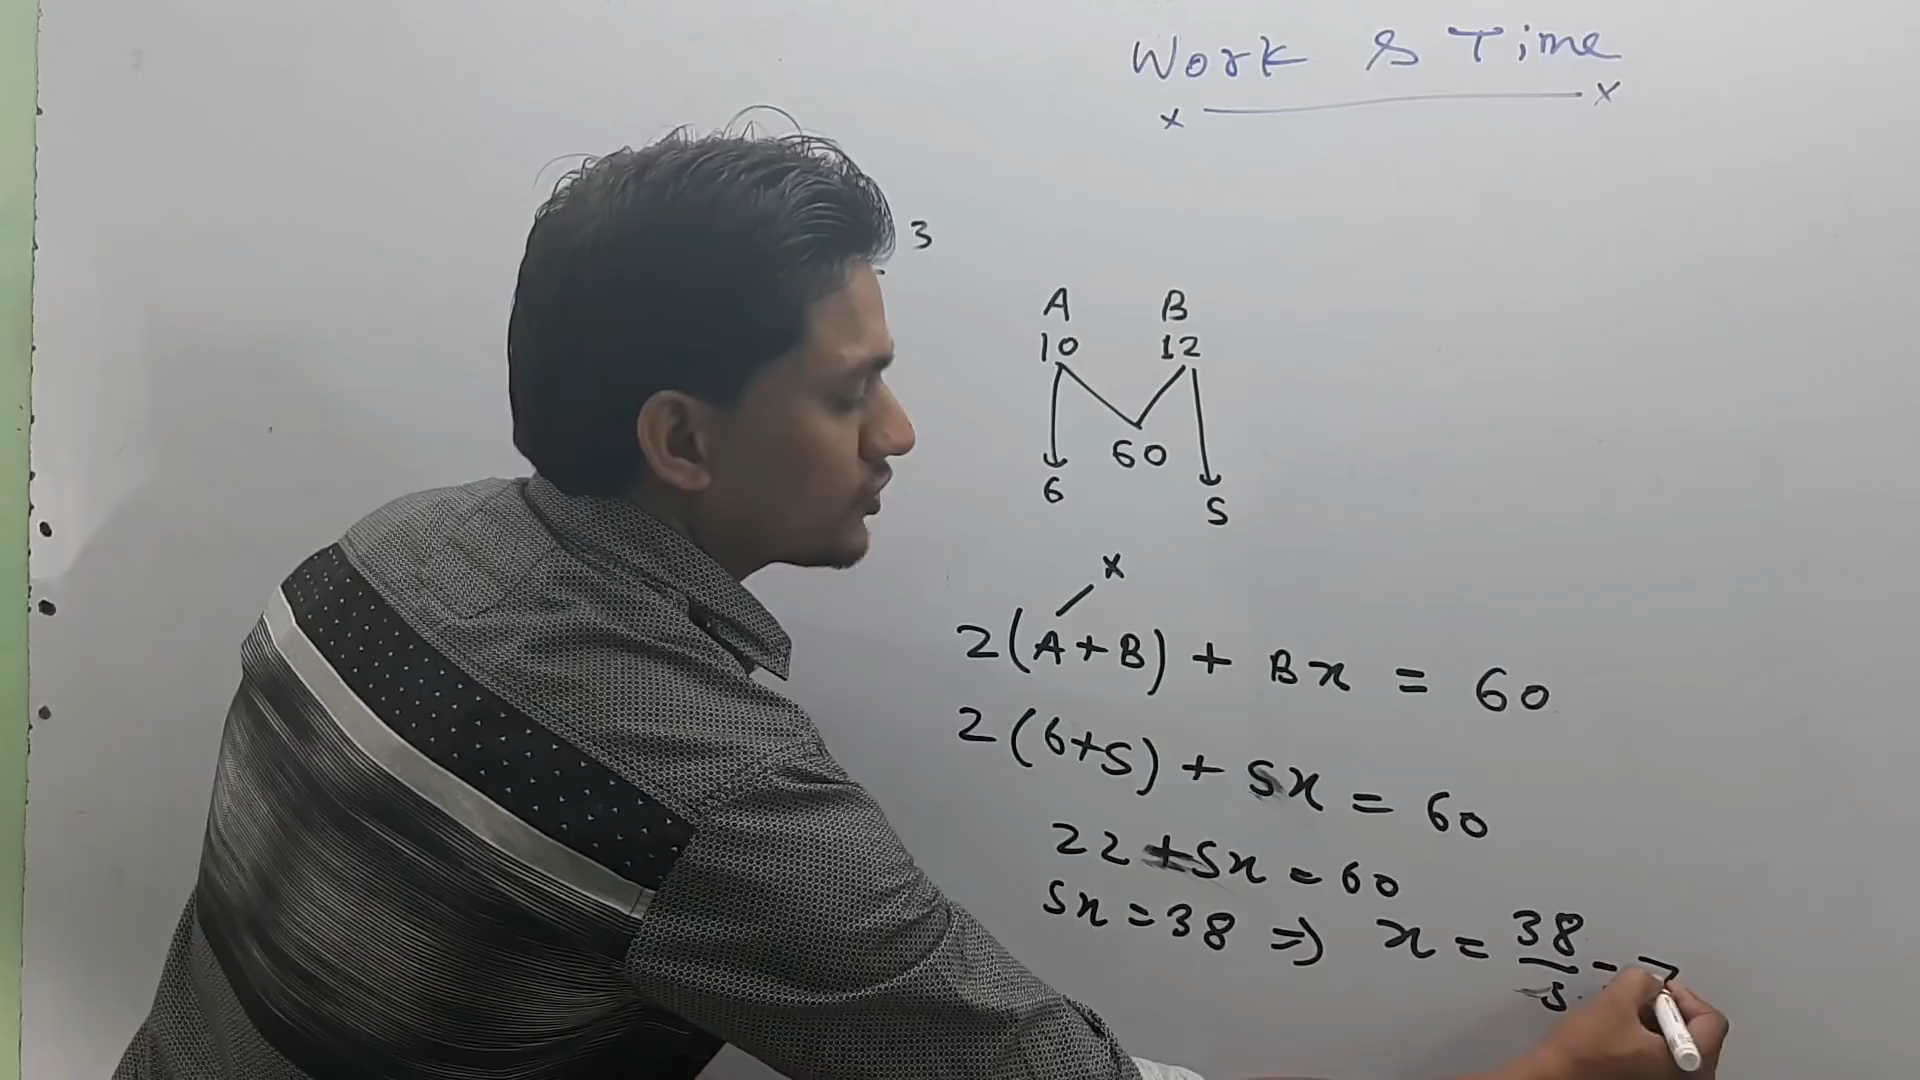 Work & Time
x x
3
A B
10 12
60
6 5
x
2(A+B) + Bx = 60
2(6+5) + 5x = 60
22 + 5x = 60
5x = 38 ⇒ x = 38/5 = 7